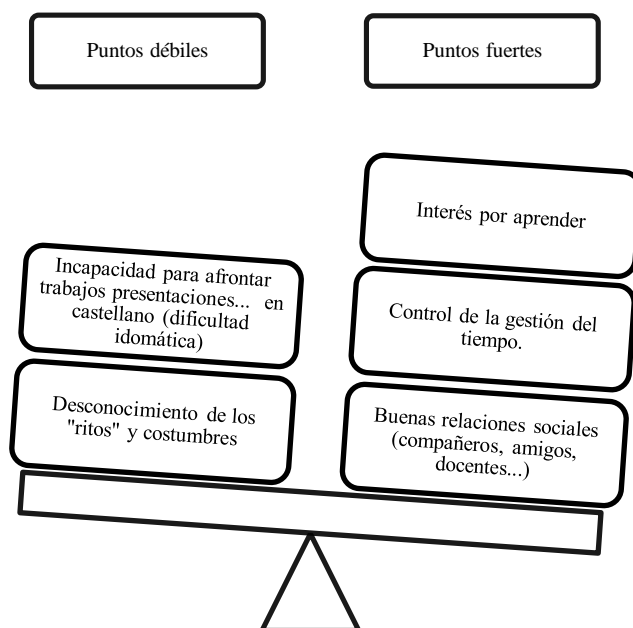 Puntos débiles
Puntos fuertes
Incapacidad para afrontar
trabajos presentaciones... en
castellano (dificultad
idomática)
Desconocimiento de los
"ritos" y costumbres
Interés por aprender
Control de la gestión del
tiempo.
Buenas relaciones sociales
(compañeros, amigos,
docentes...)